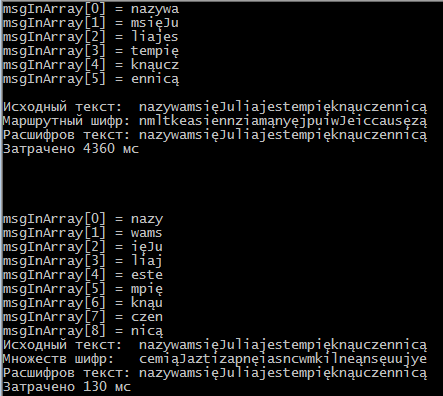 msgInArray[0] = nazywa
msgInArray[1] = msięJu
msgInArray[2] = liajes
msgInArray[3] = tempię
msgInArray[4] = knąucz
msgInArray[5] = ennicą
Исходный текст:  nazywamsięJuliajestempięknąuczennicą
Маршрутный шифр: nmltkeasiennziamąnyęjpuiwJeiccausęzą
Расшифров текст: nazywamsięJuliajestempięknąuczennicą
Затрачено 4360 мс
msgInArray[0] = nazy
msgInArray[1] = wams
msgInArray[2] = ięJu
msgInArray[3] = liaj
msgInArray[4] = este
msgInArray[5] = mpię
msgInArray[6] = knąu
msgInArray[7] = czen
msgInArray[8] = nicą
Исходный текст:  nazywamsięJuliajestempięknąuczennicą
Множеств шифр:   cemiąJaztizapnęiasncwmkilneąnsęuujye
Расшифров текст: nazywamsięJuliajestempięknąuczennicą
Затрачено 130 мс